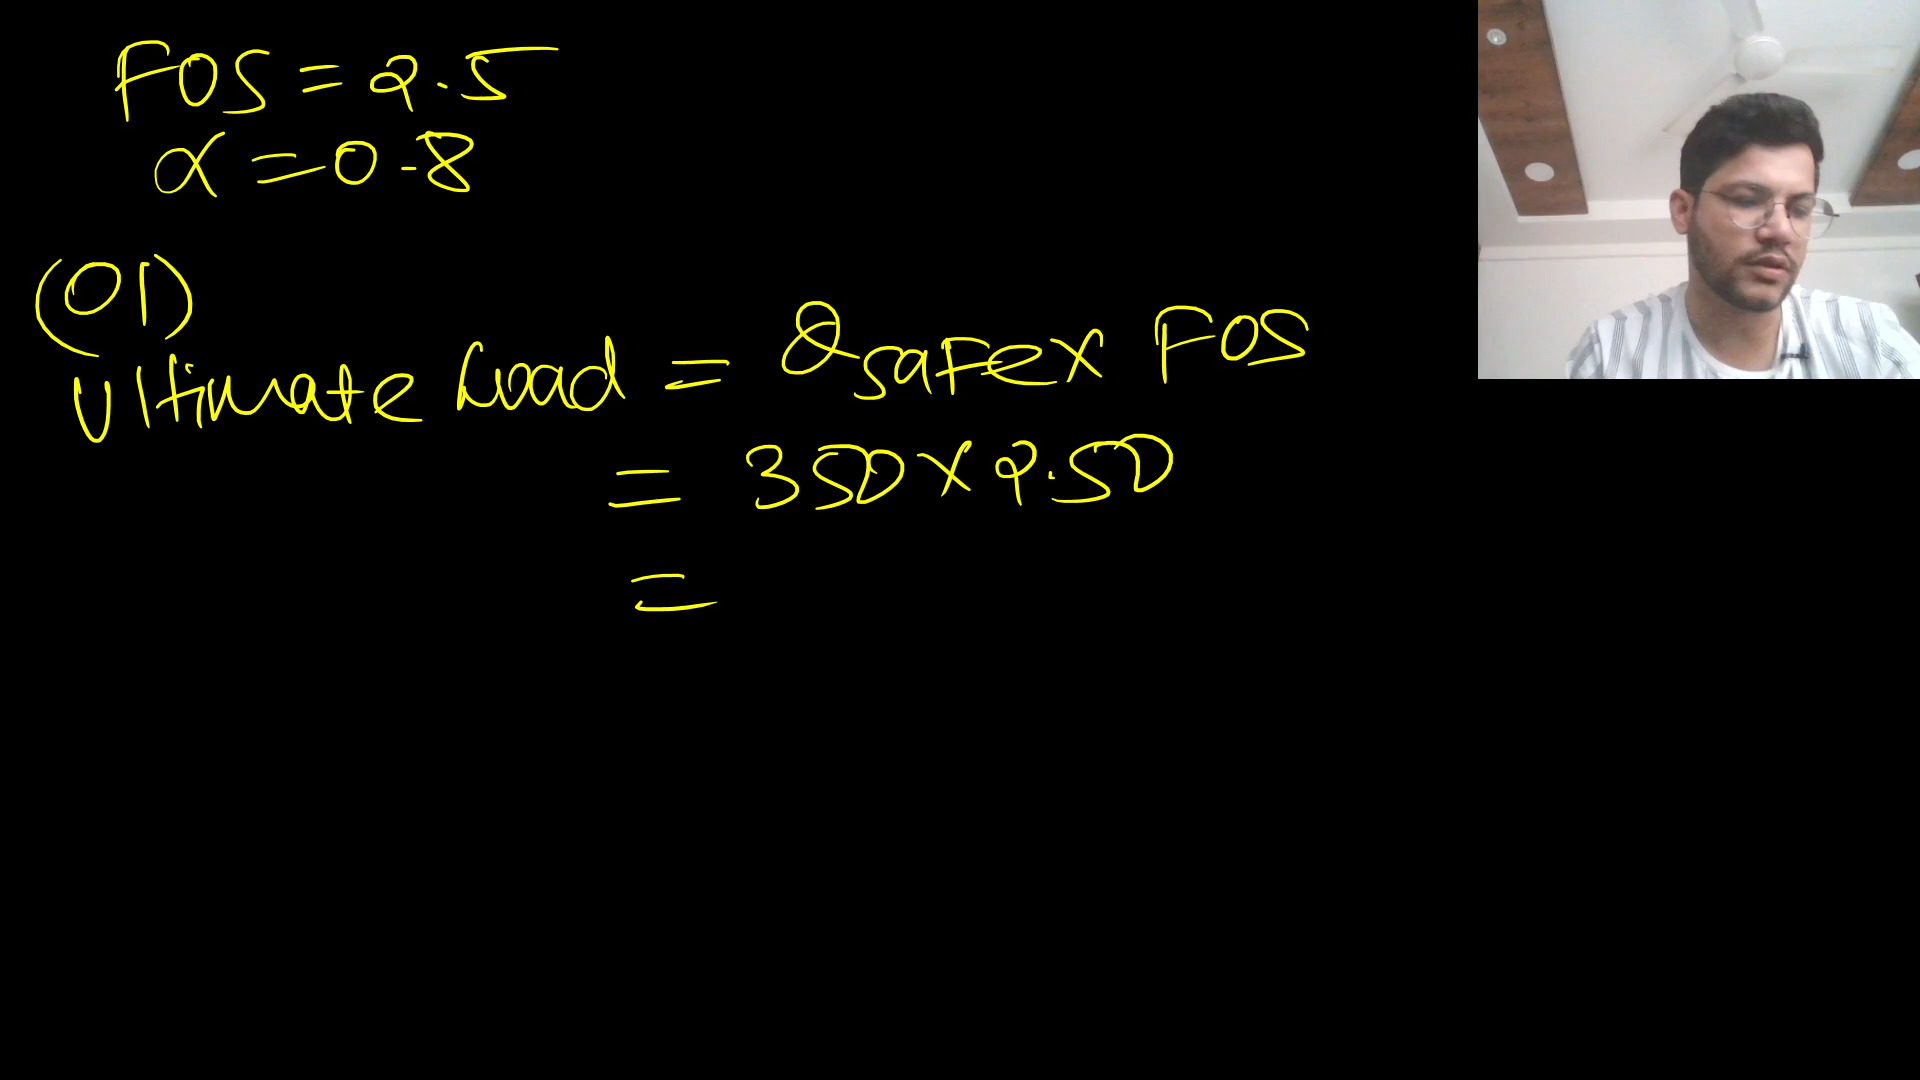 FOS = 2.5
α = 0.8
(01)
Ultimate Load = Qsafe x FOS
= 350 x 2.50
=